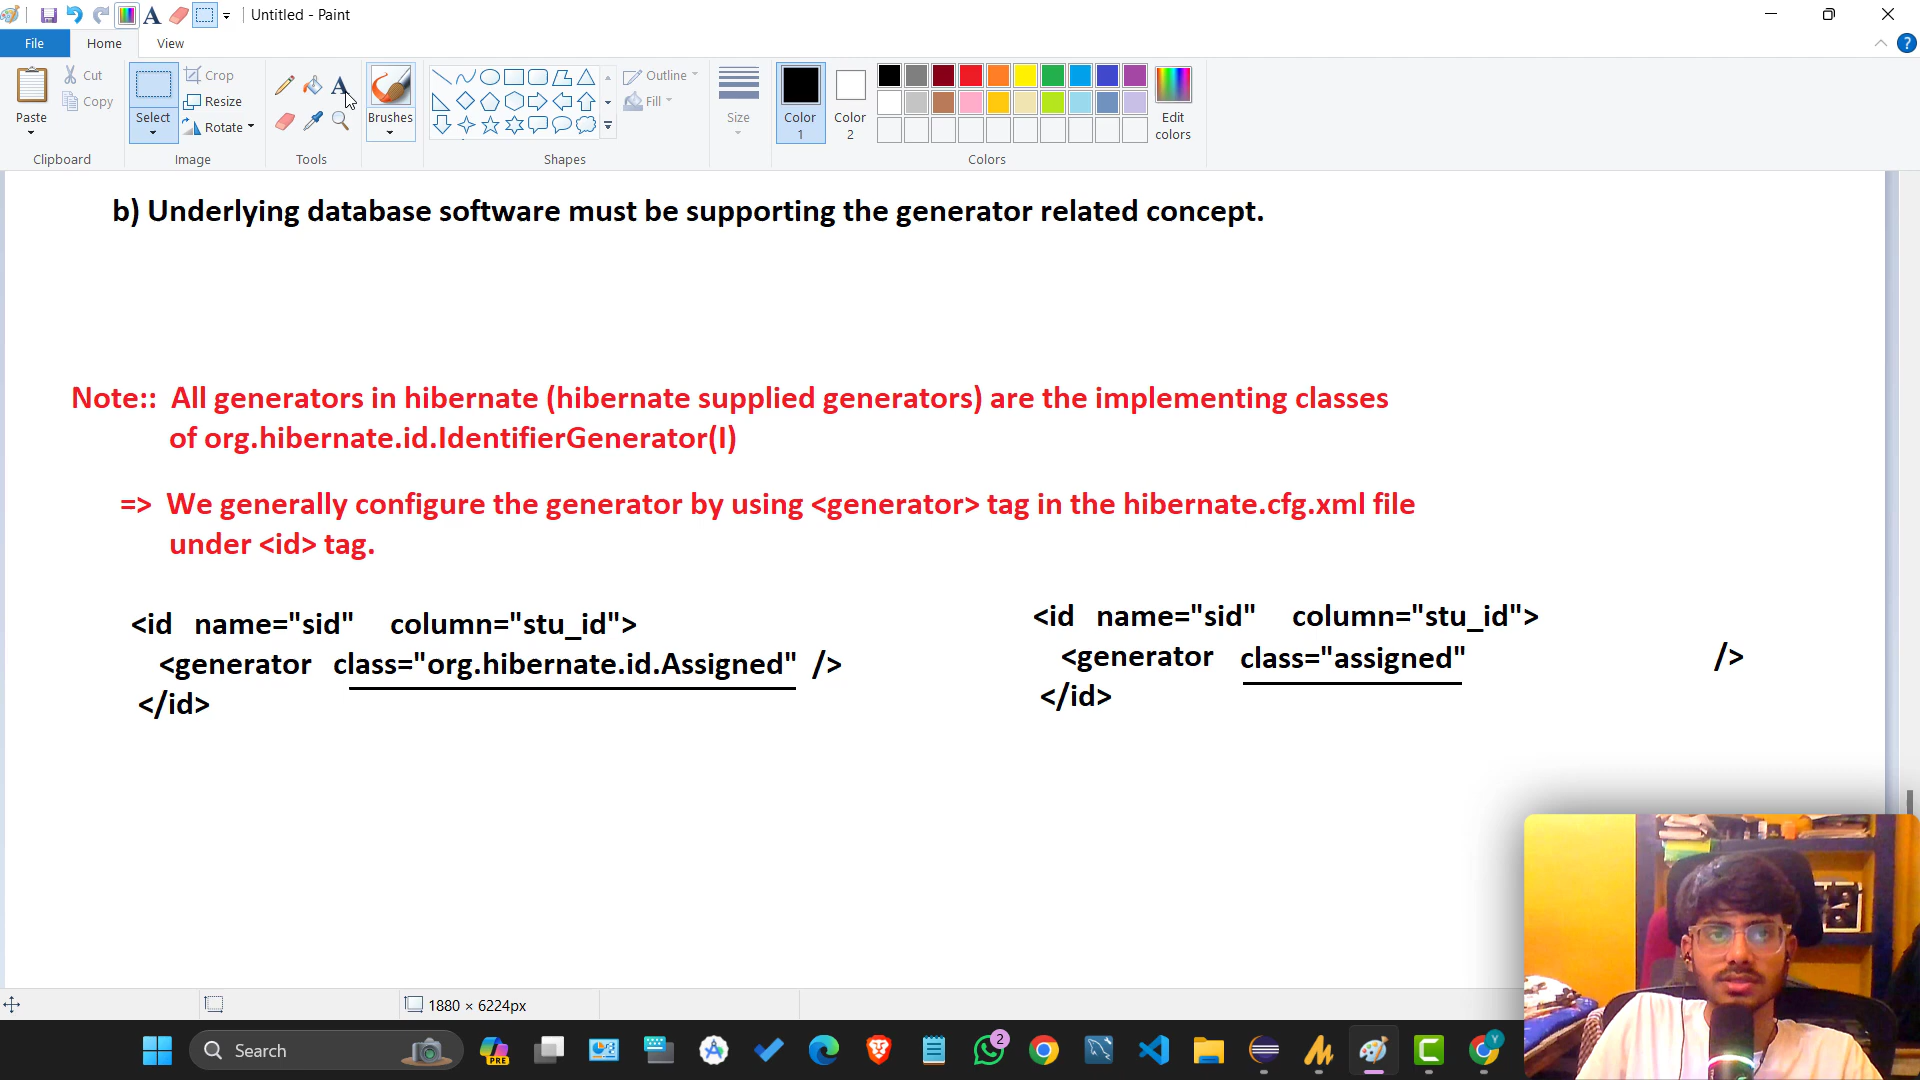 Untitled - Paint
File Home View
Paste
Cut
Copy
Clipboard
Select
Crop
Resize
Rotate
Image
A
Tools
Brushes
Outline
Fill
Shapes
Size
Color 1
Color 2
Edit colors
Colors
b) Underlying database software must be supporting the generator related concept.
Note:: All generators in hibernate (hibernate supplied generators) are the implementing classes
of org.hibernate.id.IdentifierGenerator(I)
=> We generally configure the generator by using <generator> tag in the hibernate.cfg.xml file
under <id> tag.
<id name="sid" column="stu_id">
<generator class="org.hibernate.id.Assigned" />
</id>
<id name="sid" column="stu_id">
<generator class="assigned" />
</id>
1880 × 6224px
Search
PRE
2
Y